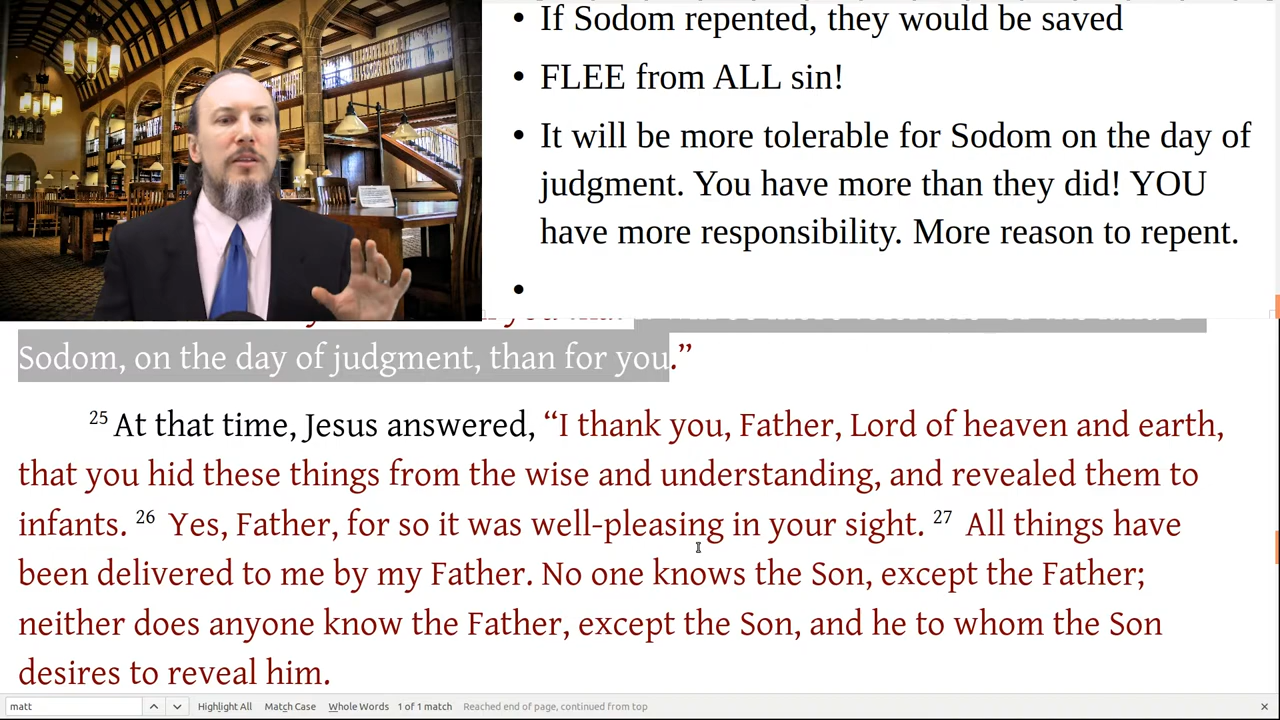 • If Sodom repented, they would be saved
• FLEE from ALL sin!
• It will be more tolerable for Sodom on the day of
judgment. You have more than they did! YOU
have more responsibility. More reason to repent.
•
Sodom, on the day of judgment, than for you.”
25 At that time, Jesus answered, “I thank you, Father, Lord of heaven and earth,
that you hid these things from the wise and understanding, and revealed them to
infants. 26 Yes, Father, for so it was well-pleasing in your sight. 27 All things have
been delivered to me by my Father. No one knows the Son, except the Father;
neither does anyone know the Father, except the Son, and he to whom the Son
desires to reveal him.
matt Highlight All Match Case Whole Words 1 of 1 match Reached end of page, continued from top